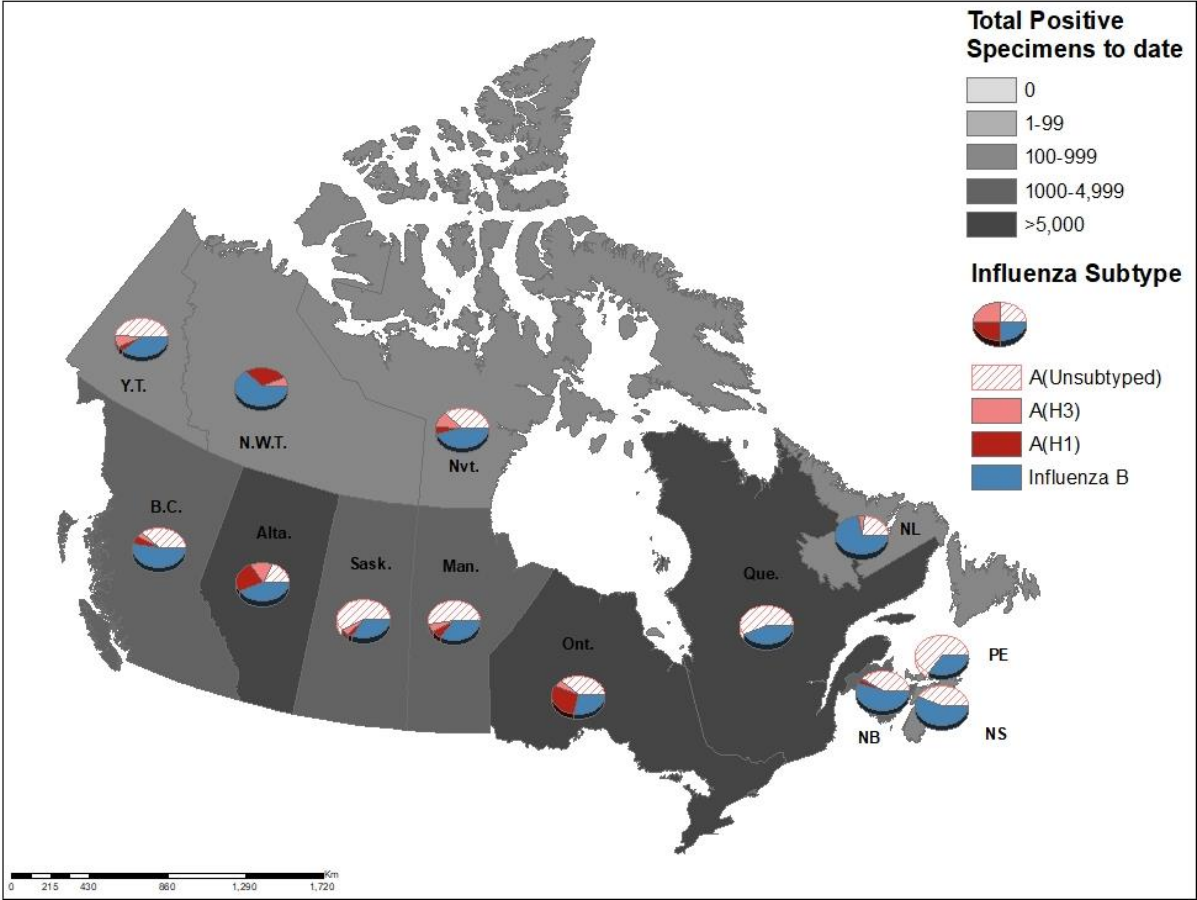 Total Positive
Specimens to date
0
1-99
100-999
1000-4,999
>5,000
Influenza Subtype
A(Unsubtyped)
A(H3)
A(H1)
Influenza B
Y.T.
N.W.T.
Nvt.
B.C.
Alta.
Sask.
Man.
Ont.
Que.
NL
PE
NB
NS
Km
0 215 430 860 1,290 1,720